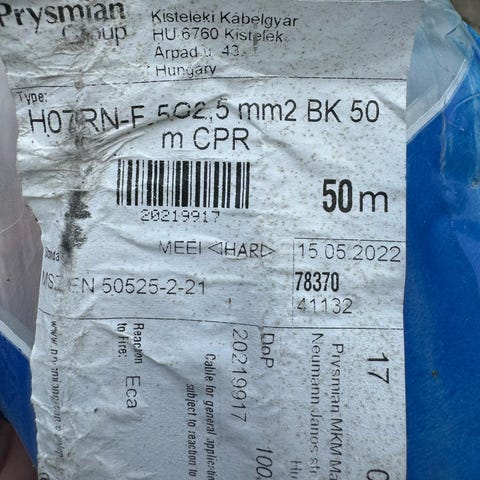 Prysmian
Group
Kisteleki Kábelgyár
HU 6760 Kistelek
Árpád u. 43.
Hungary
Type:
H07RN-F 5G2,5 mm2 BK 50
m CPR
50m
20219917
MEEI ◁HAR▷
15.05.2022
EN 50525-2-21
78370
41132
Reaction
to Fire:
Eca
Cable for general
subject to reaction to
DoP
20219917
17
Prysmian MKM
Neumann János